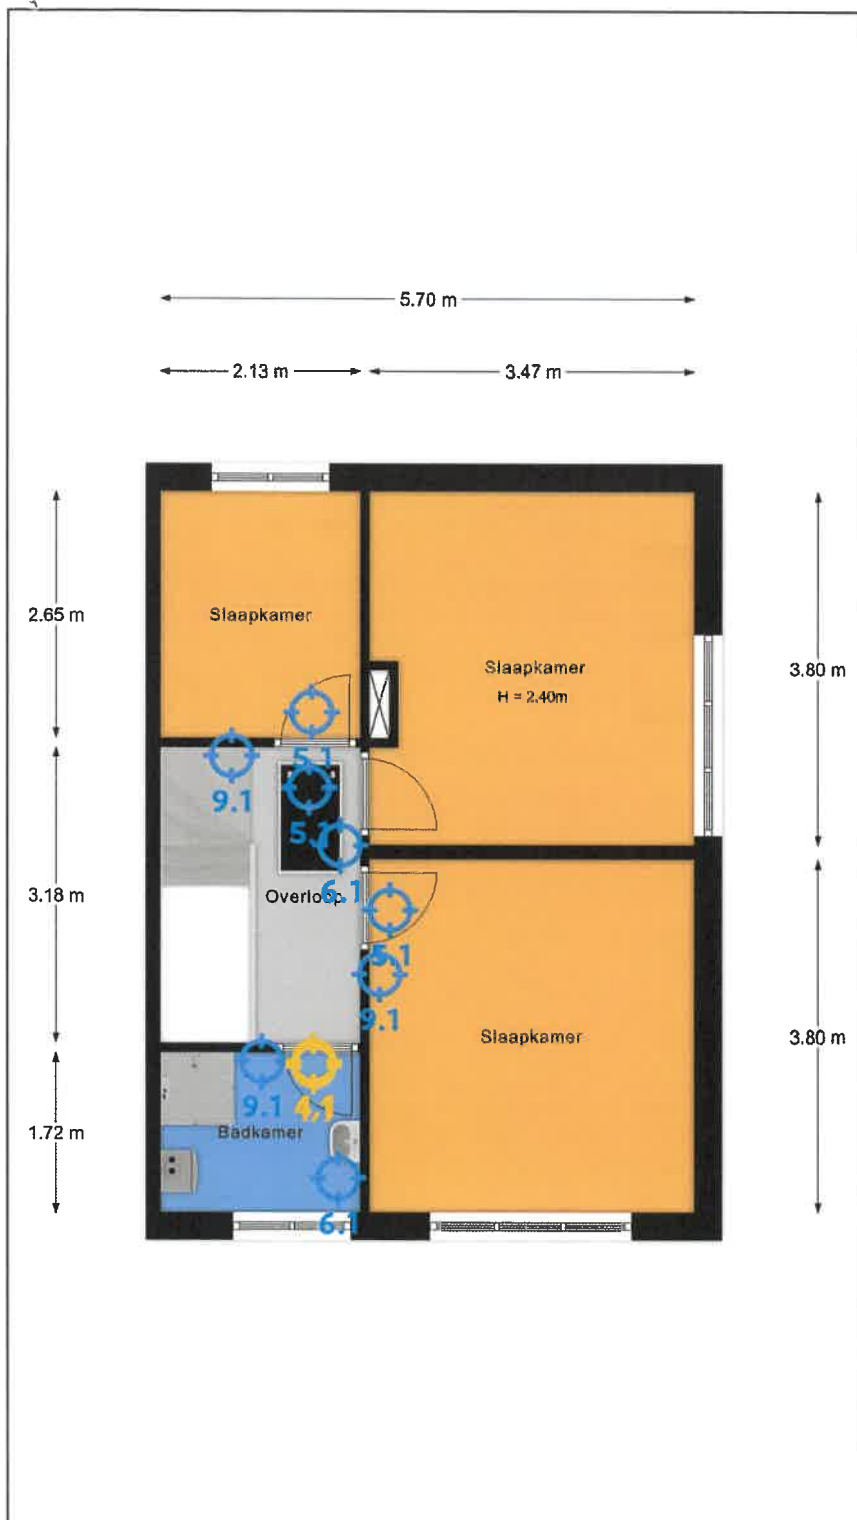 5.70 m
2.13 m
3.47 m
2.65 m
Slaapkamer
Slaapkamer
H = 2.40m
3.80 m
5.1
9.1
5.1
6.1
3.18 m
Overloop
5.1
9.1
Slaapkamer
3.80 m
9.1
4.1
1.72 m
Badkamer
6.1